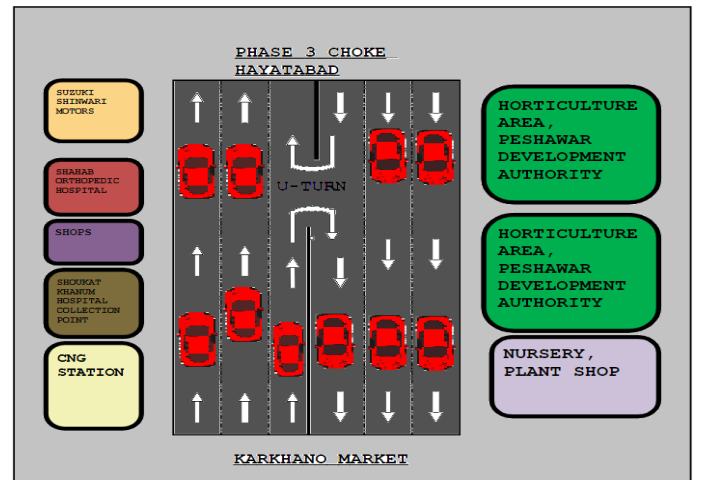 PHASE 3 CHOKE
HAYATABAD
SUZUKI
SHINWARI
MOTORS
SHAHAB
ORTHOPEDIC
HOSPITAL
SHOPS
SHOUKAT
KHANUM
HOSPITAL
COLLECTION
POINT
CNG
STATION
U-TURN
HORTICULTURE
AREA,
PESHAWAR
DEVELOPMENT
AUTHORITY
HORTICULTURE
AREA,
PESHAWAR
DEVELOPMENT
AUTHORITY
NURSERY,
PLANT SHOP
KARKHANO MARKET